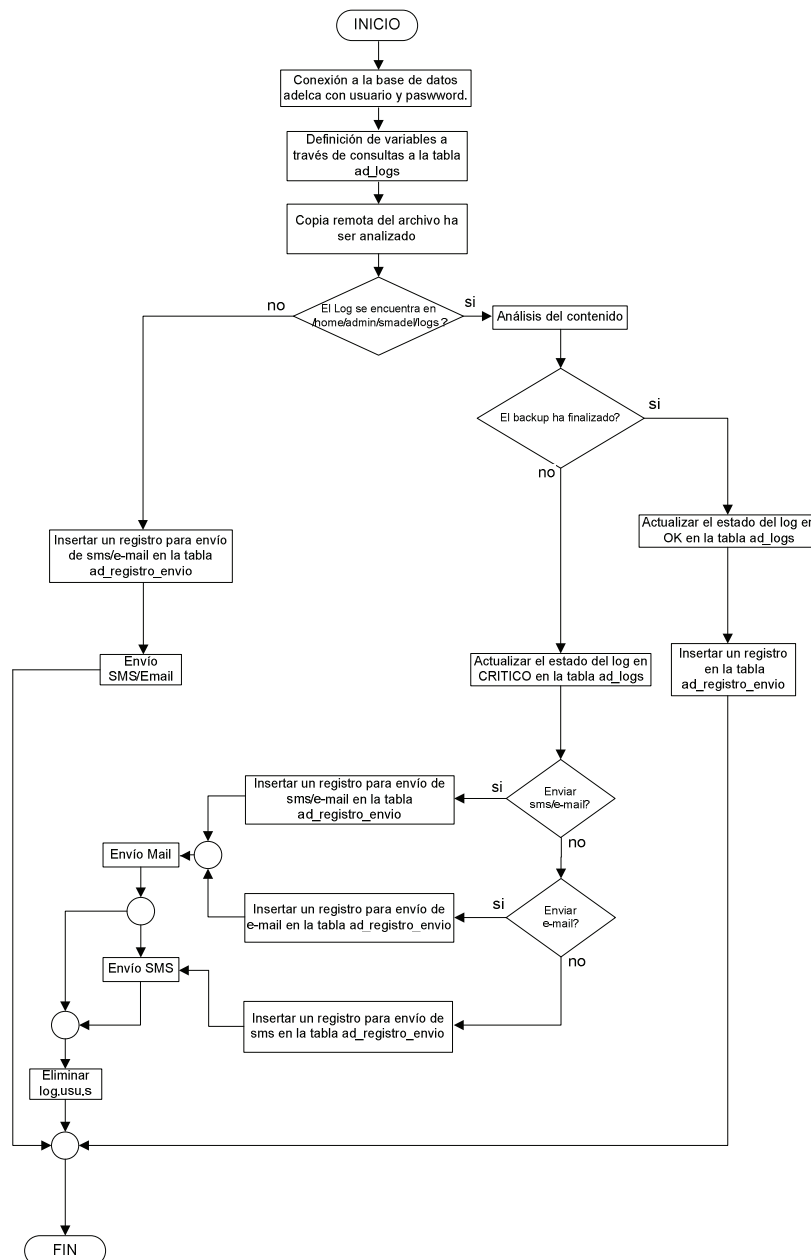 INICIO
Conexión a la base de datos
adelca con usuario y paswword.
Definición de variables a
través de consultas a la tabla
ad_logs
Copia remota del archivo ha
ser analizado
no
El Log se encuentra en
/home/admin/smadel/logs ?
si
Análisis del contenido
El backup ha finalizado?
si
no
Insertar un registro para envío
de sms/e-mail en la tabla
ad_registro_envio
Actualizar el estado del log en
OK en la tabla ad_logs
Envío
SMS/Email
Actualizar el estado del log en
CRITICO en la tabla ad_logs
Insertar un registro
en la tabla
ad_registro_envio
Insertar un registro para envío de
sms/e-mail en la tabla
ad_registro_envio
si
Enviar
sms/e-mail?
no
Envío Mail
Insertar un registro para envío de
e-mail en la tabla ad_registro_envio
si
Enviar
e-mail?
no
Envío SMS
Insertar un registro para envío de
sms en la tabla ad_registro_envio
Eliminar
log.usu.s
FIN